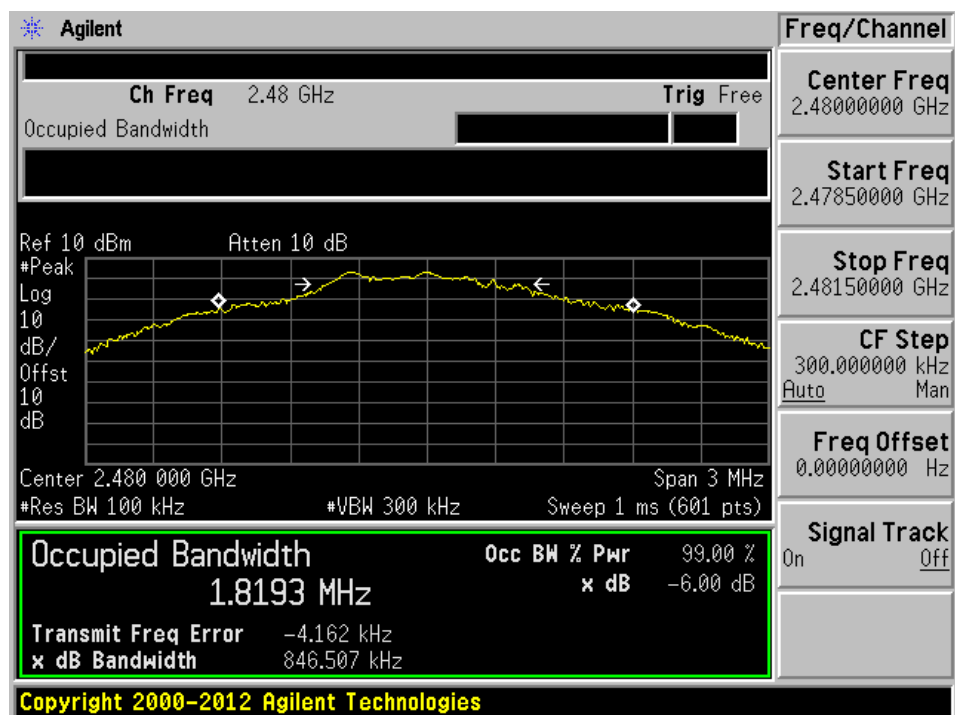 Agilent
Freq/Channel
Ch Freq 2.48 GHz Trig Free
Occupied Bandwidth
Center Freq
2.48000000 GHz
Start Freq
2.47850000 GHz
Stop Freq
2.48150000 GHz
CF Step
300.000000 kHz
Auto Man
Freq Offset
0.00000000 Hz
Signal Track
On Off
Ref 10 dBm Atten 10 dB
#Peak
Log
10
dB/
Offst
10
dB
Center 2.480 000 GHz Span 3 MHz
#Res BW 100 kHz #VBW 300 kHz Sweep 1 ms (601 pts)
Occupied Bandwidth Occ BW % Pwr 99.00 %
1.8193 MHz x dB -6.00 dB
Transmit Freq Error -4.162 kHz
x dB Bandwidth 846.507 kHz
Copyright 2000-2012 Agilent Technologies